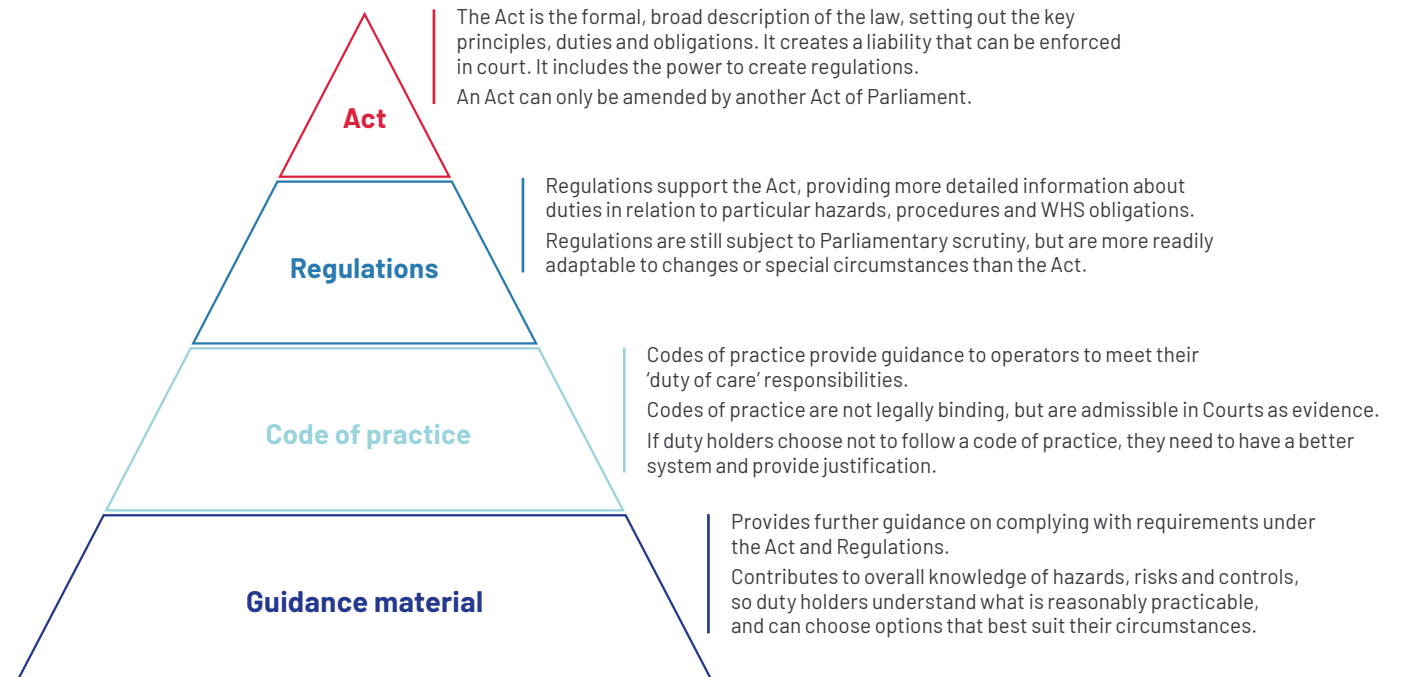 Act
The Act is the formal, broad description of the law, setting out the key
principles, duties and obligations. It creates a liability that can be enforced
in court. It includes the power to create regulations.
An Act can only be amended by another Act of Parliament.
Regulations
Regulations support the Act, providing more detailed information about
duties in relation to particular hazards, procedures and WHS obligations.
Regulations are still subject to Parliamentary scrutiny, but are more readily
adaptable to changes or special circumstances than the Act.
Code of practice
Codes of practice provide guidance to operators to meet their
‘duty of care’ responsibilities.
Codes of practice are not legally binding, but are admissible in Courts as evidence.
If duty holders choose not to follow a code of practice, they need to have a better
system and provide justification.
Guidance material
Provides further guidance on complying with requirements under
the Act and Regulations.
Contributes to overall knowledge of hazards, risks and controls,
so duty holders understand what is reasonably practicable,
and can choose options that best suit their circumstances.